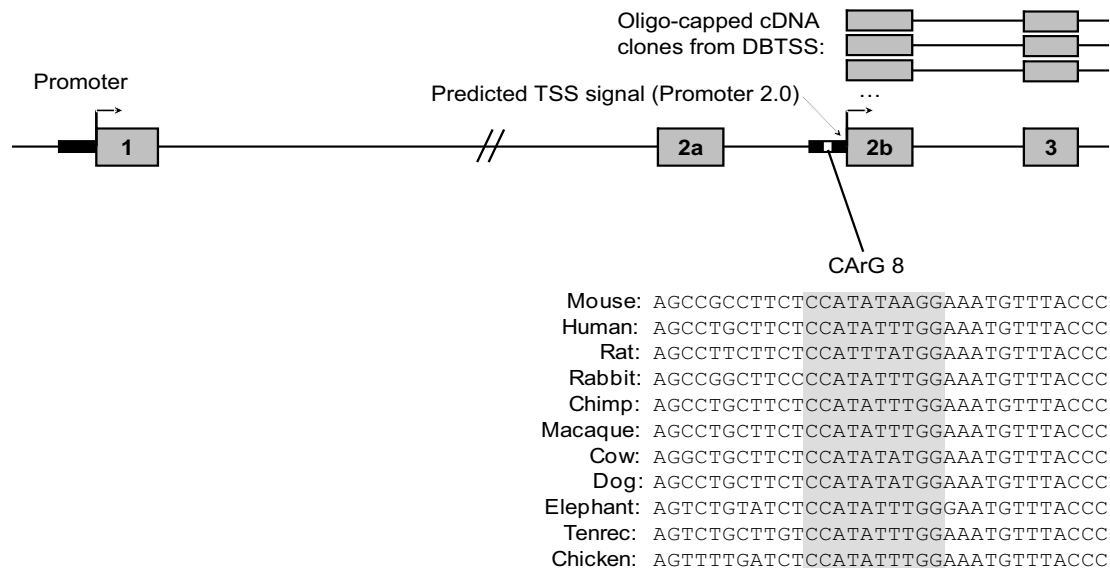 Oligo-capped cDNA
clones from DBTSS:
Promoter
Predicted TSS signal (Promoter 2.0)
...
1
2a
2b
3
CArG 8
Mouse: AGCCGCCTTCTCCATATAAGGAAATGTTTACCC
Human: AGCCTGCTTCTCCATATTTGGAAATGTTTACCC
Rat: AGCCTTCTTCTCCATTTATGGAAATGTTTACCC
Rabbit: AGCCGGCTTCCCCATATTTGGAAATGTTTACCC
Chimp: AGCCTGCTTCTCCATATTTGGAAATGTTTACCC
Macaque: AGCCTGCTTCTCCATATTTGGAAATGTTTACCC
Cow: AGGCTGCTTCTCCATATATGGAAATGTTTACCC
Dog: AGCCTGCTTCTCCATATATGGAAATGTTTACCC
Elephant: AGTCTGTATCTCCATATTTGGGAATGTTTACCC
Tenrec: AGTCTGCTTGTCCATATTTGGAAATGTTTACCC
Chicken: AGTTTTGATCTCCATATTTGGAAATGTTTACCC